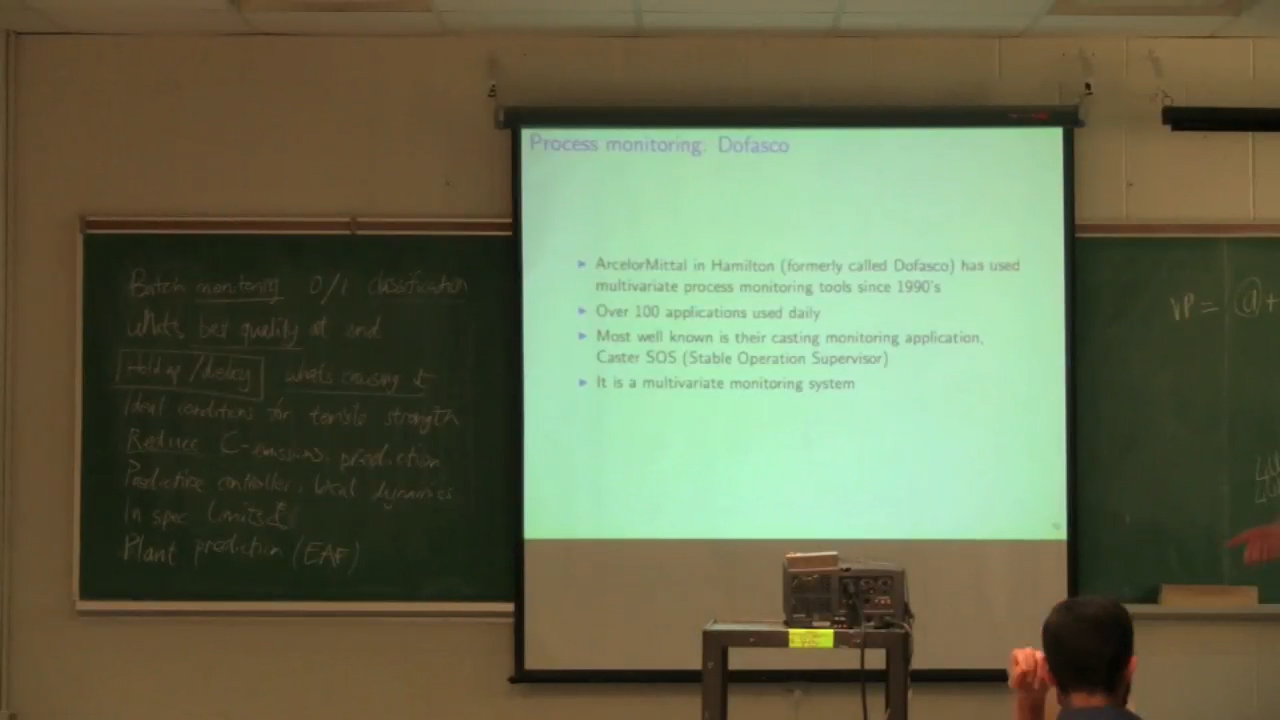 Process monitoring: Dofasco
► ArcelorMittal in Hamilton (formerly called Dofasco) has used
multivariate process monitoring tools since 1990's
► Over 100 applications used daily
► Most well known is their casting monitoring application,
Caster SOS (Stable Operation Supervisor)
► It is a multivariate monitoring system
Batch monitoring 0/1 classification
What's best quality at end
Hold up / what's causing it
Ideal conditions for tensile strength
Reduce C-emissions, prediction
Predictive controller, local dynamics
In spec limits
Plant prediction (EAF)
VP = d +